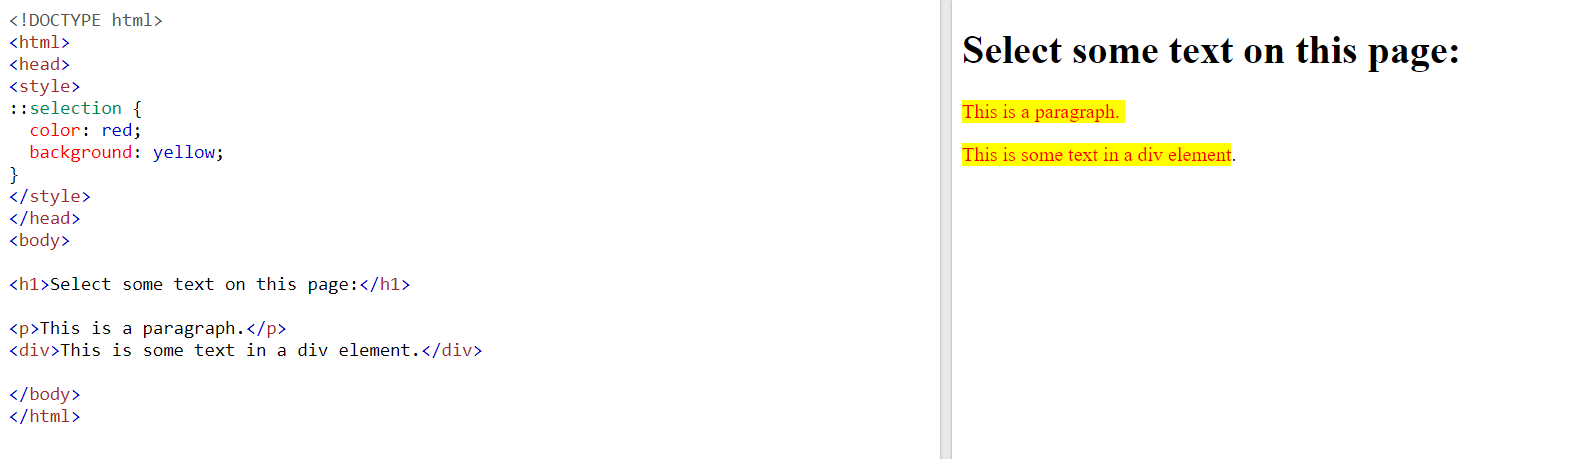 <!DOCTYPE html>
<html>
<head>
<style>
::selection {
  color: red;
  background: yellow;
}
</style>
</head>
<body>

<h1>Select some text on this page:</h1>

<p>This is a paragraph.</p>
<div>This is some text in a div element.</div>

</body>
</html>
Select some text on this page:
This is a paragraph.
This is some text in a div element.